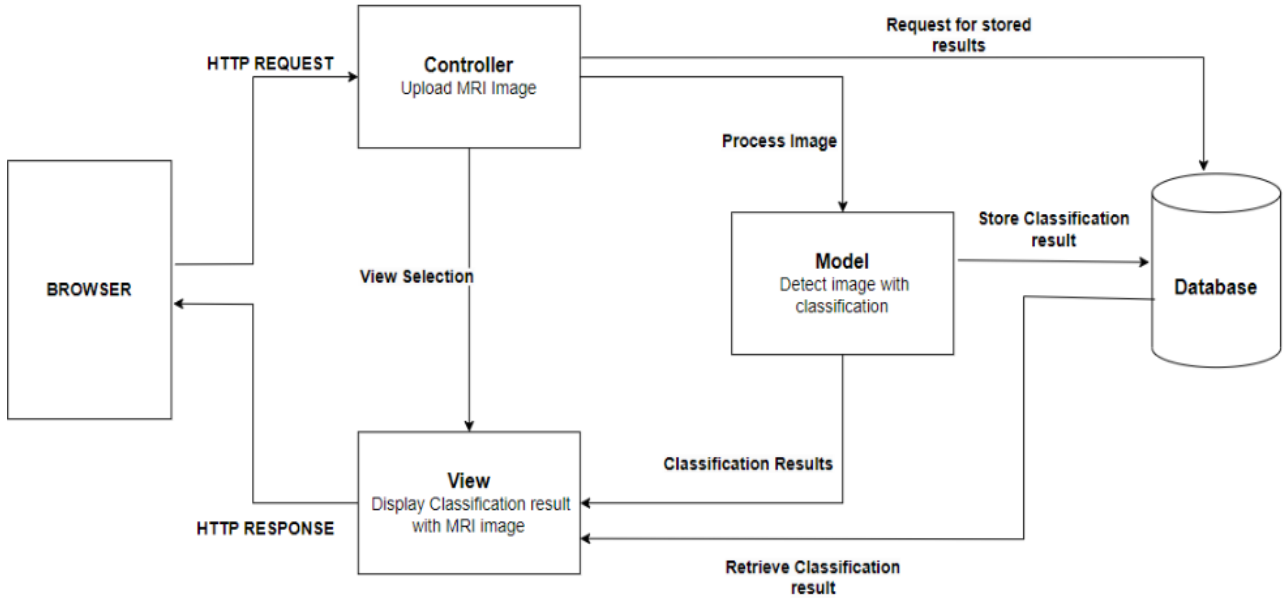 Request for stored
results
HTTP REQUEST
Controller
Upload MRI Image
Process Image
Store Classification
result
View Selection
Model
Detect image with
classification
BROWSER
Database
Classification Results
View
Display Classification result
with MRI image
HTTP RESPONSE
Retrieve Classification
result